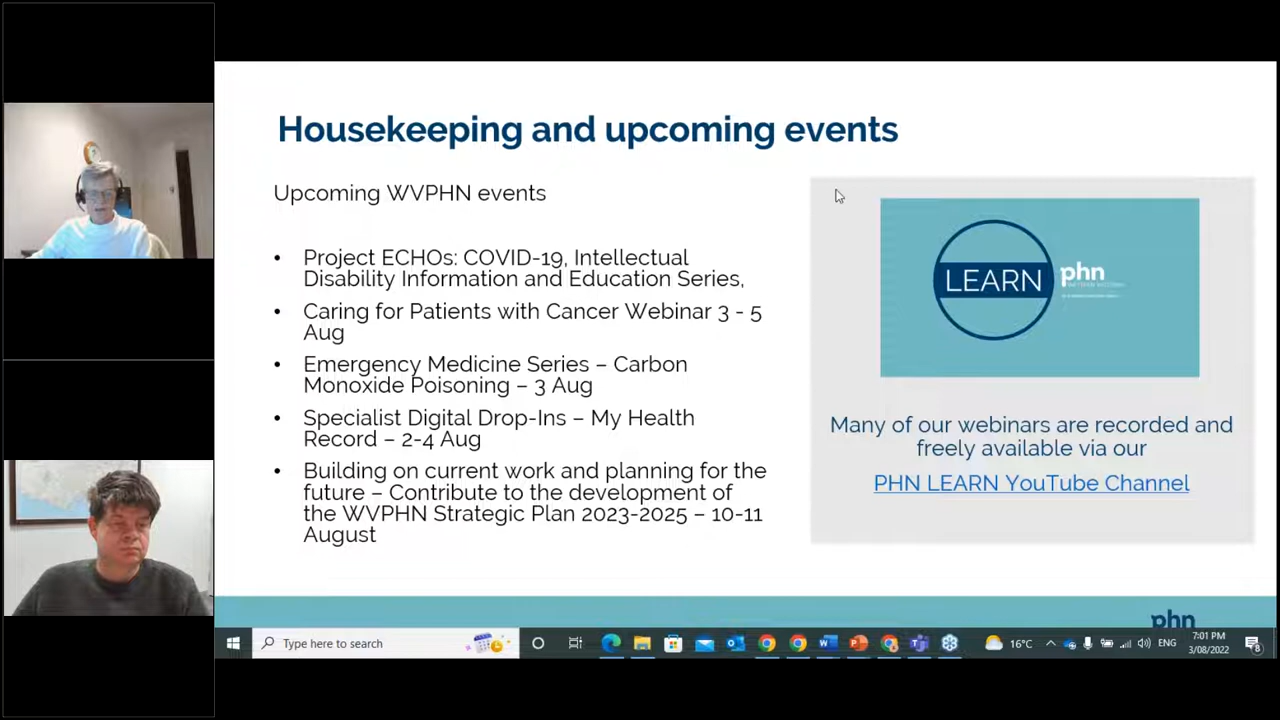 Housekeeping and upcoming events
Upcoming WVPHN events
• Project ECHOs: COVID-19, Intellectual
Disability Information and Education Series,
• Caring for Patients with Cancer Webinar 3 - 5
Aug
• Emergency Medicine Series – Carbon
Monoxide Poisoning – 3 Aug
• Specialist Digital Drop-Ins – My Health
Record – 2-4 Aug
• Building on current work and planning for the
future – Contribute to the development of
the WVPHN Strategic Plan 2023-2025 – 10-11
August
LEARN
phn
Many of our webinars are recorded and
freely available via our
PHN LEARN YouTube Channel
phn
Type here to search
16°C
ENG
7:01 PM
3/08/2022
8